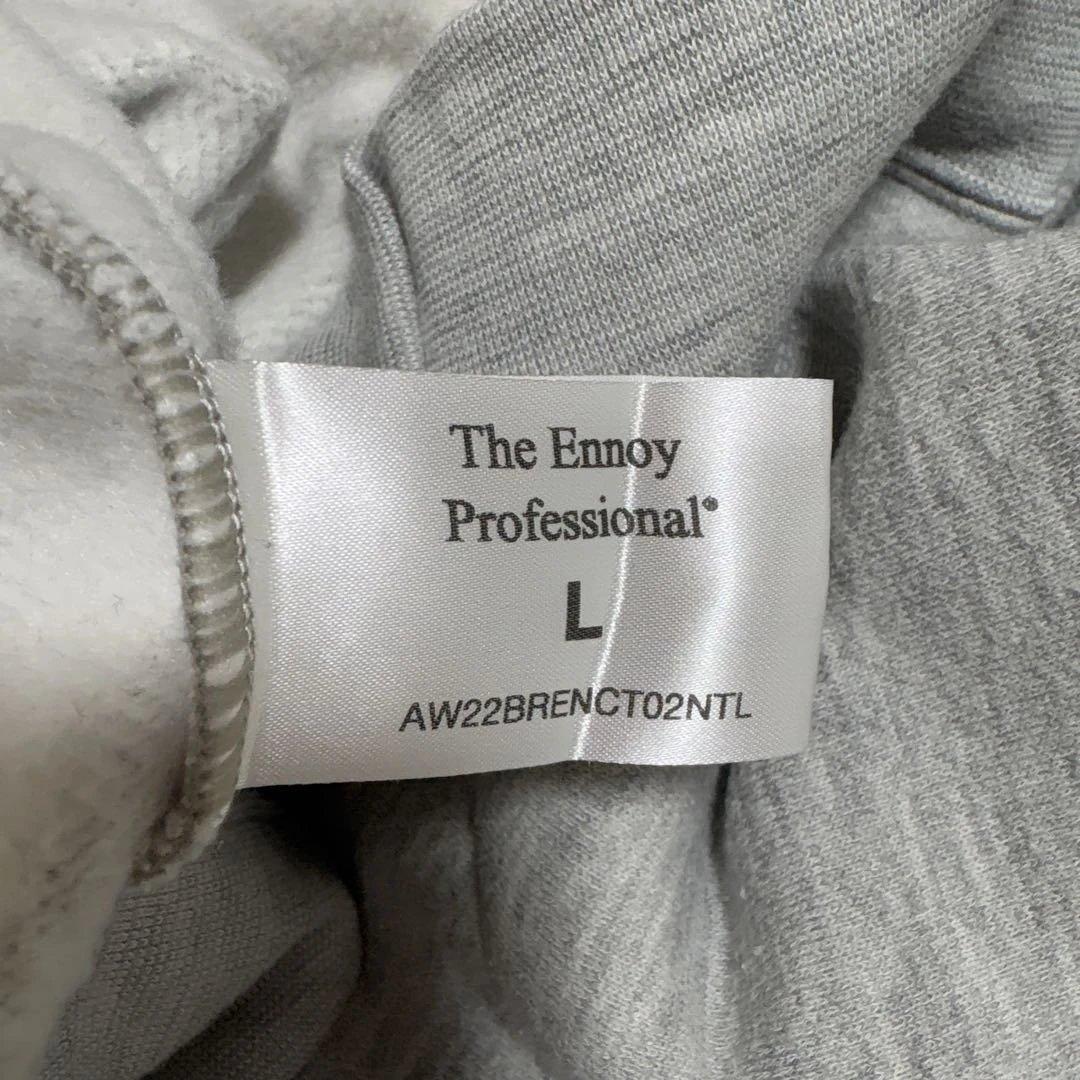 The Ennoy
Professional®
L
AW22BRENCT02NTL